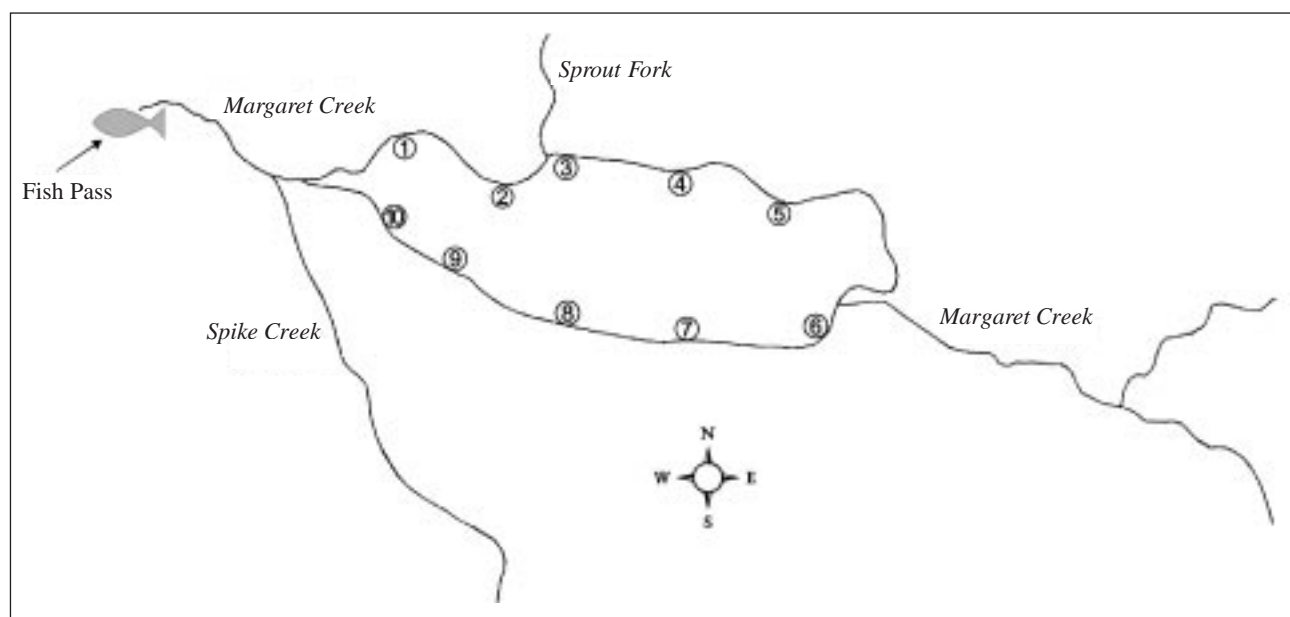 Sprout Fork
Margaret Creek
Fish Pass
①
②
③
④
⑤
⑥
⑦
⑧
⑨
⑩
Spike Creek
Margaret Creek
N
W E
S